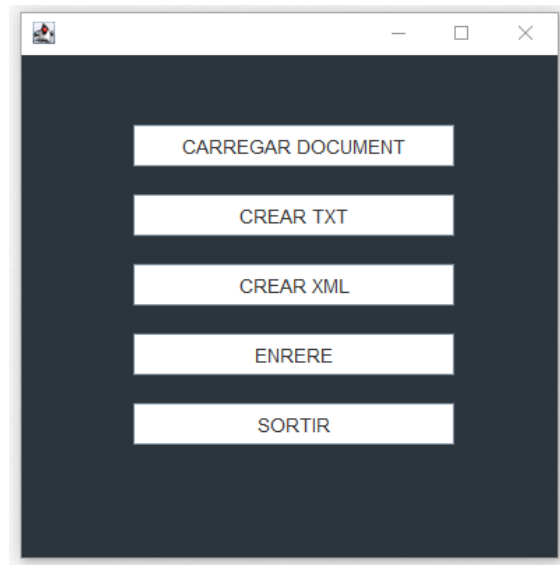 CARREGAR DOCUMENT
CREAR TXT
CREAR XML
ENRERE
SORTIR